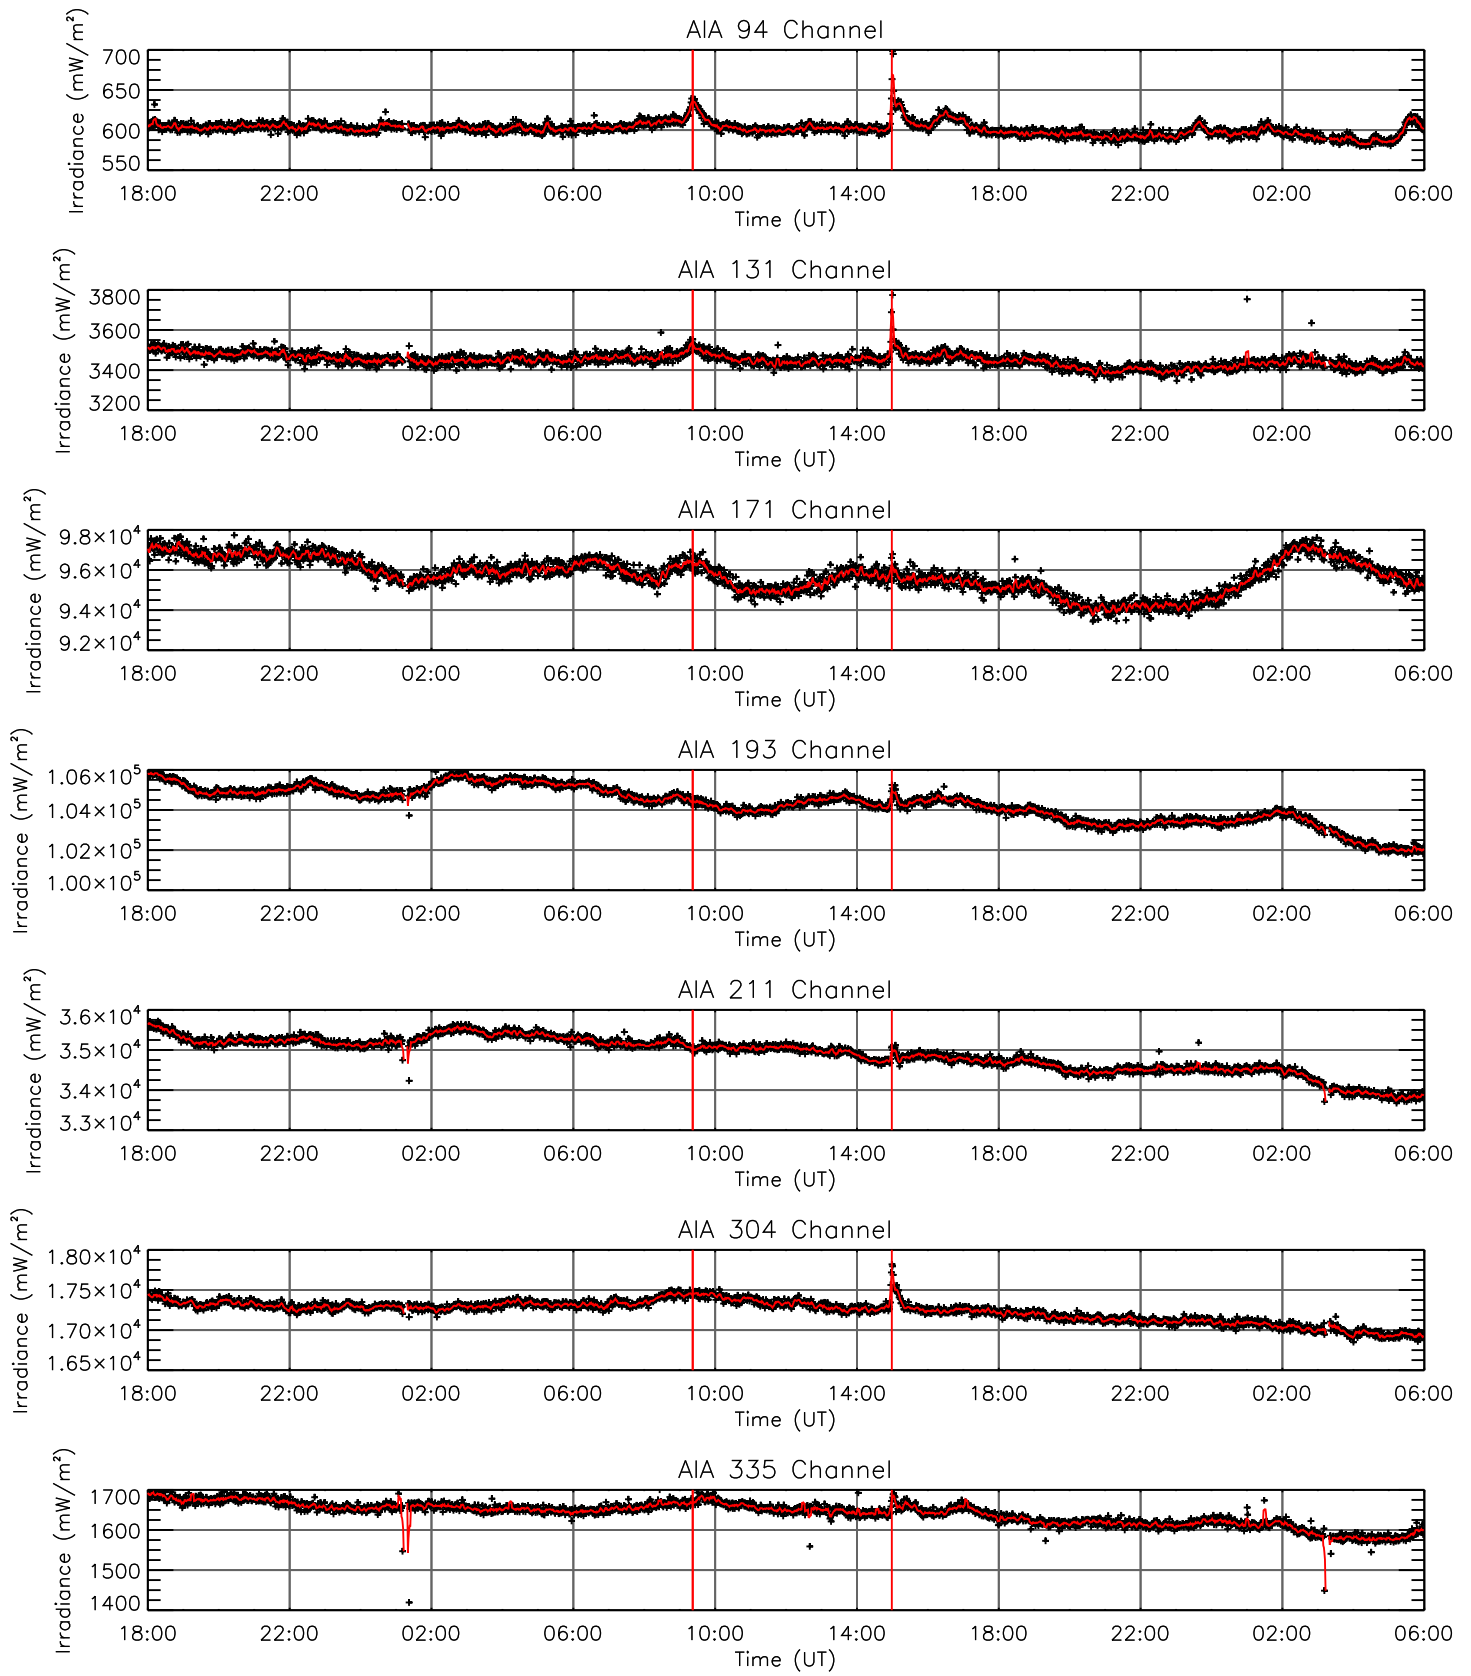 AIA 94 Channel
Irradiance (mW/m²)
700
650
600
550
18:00 22:00 02:00 06:00 10:00 14:00 18:00 22:00 02:00 06:00
Time (UT)
AIA 131 Channel
Irradiance (mW/m²)
3800
3600
3400
3200
18:00 22:00 02:00 06:00 10:00 14:00 18:00 22:00 02:00 06:00
Time (UT)
AIA 171 Channel
Irradiance (mW/m²)
9.8×10⁴
9.6×10⁴
9.4×10⁴
9.2×10⁴
18:00 22:00 02:00 06:00 10:00 14:00 18:00 22:00 02:00 06:00
Time (UT)
AIA 193 Channel
Irradiance (mW/m²)
1.06×10⁵
1.04×10⁵
1.02×10⁵
1.00×10⁵
18:00 22:00 02:00 06:00 10:00 14:00 18:00 22:00 02:00 06:00
Time (UT)
AIA 211 Channel
Irradiance (mW/m²)
3.6×10⁴
3.5×10⁴
3.4×10⁴
3.3×10⁴
18:00 22:00 02:00 06:00 10:00 14:00 18:00 22:00 02:00 06:00
Time (UT)
AIA 304 Channel
Irradiance (mW/m²)
1.80×10⁴
1.75×10⁴
1.70×10⁴
1.65×10⁴
18:00 22:00 02:00 06:00 10:00 14:00 18:00 22:00 02:00 06:00
Time (UT)
AIA 335 Channel
Irradiance (mW/m²)
1700
1600
1500
1400
18:00 22:00 02:00 06:00 10:00 14:00 18:00 22:00 02:00 06:00
Time (UT)